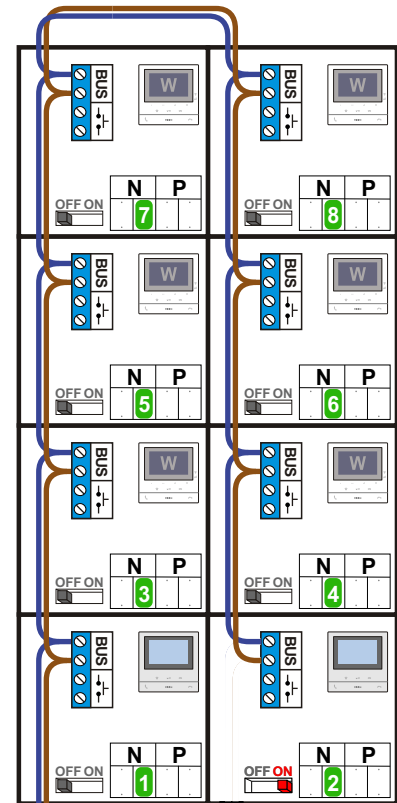 BUS W BUS W
N P N P
OFF ON 7 OFF ON 8
BUS W BUS W
N P N P
OFF ON 5 OFF ON 6
BUS W BUS W
N P N P
OFF ON 3 OFF ON 4
BUS BUS
N P N P
OFF ON 1 OFF ON 2